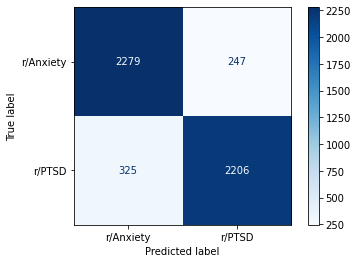 r/Anxiety 2279 247
r/PTSD 325 2206
r/Anxiety r/PTSD
Predicted label
True label
2250
2000
1750
1500
1250
1000
750
500
250